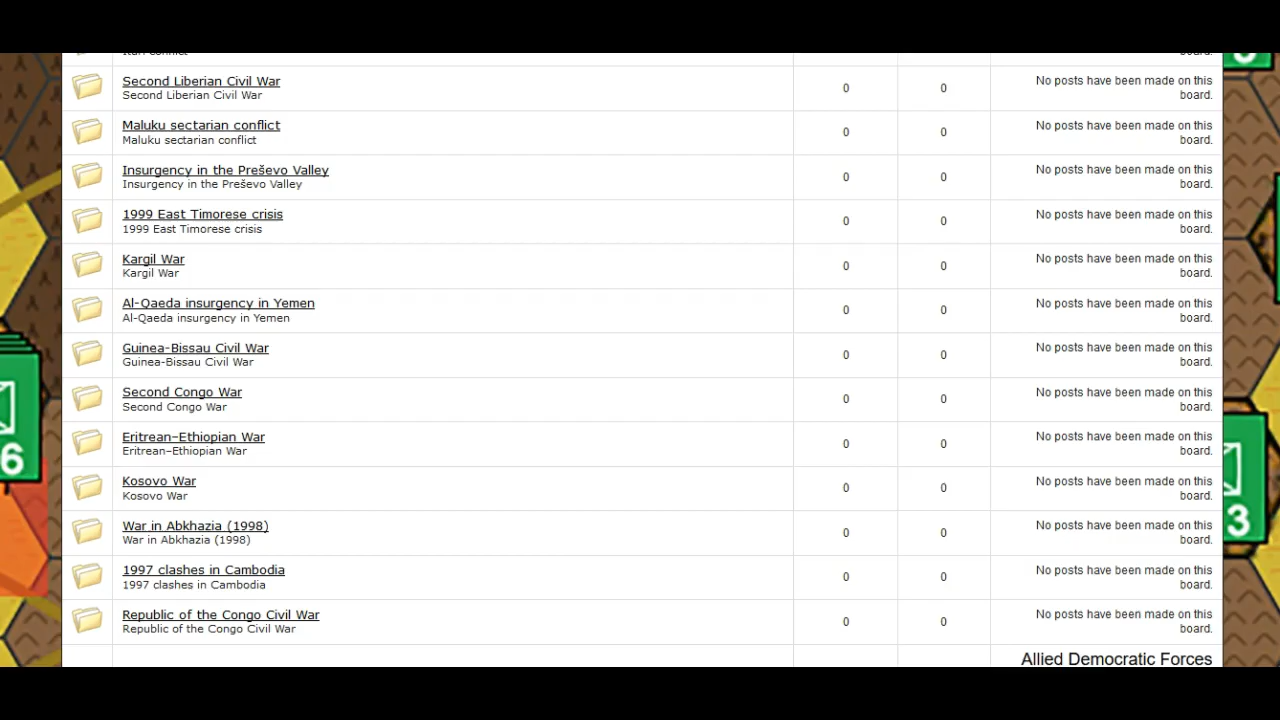 Ituri conflict
board.
Second Liberian Civil War
Second Liberian Civil War
0
0
No posts have been made on this
board.
Maluku sectarian conflict
Maluku sectarian conflict
0
0
No posts have been made on this
board.
Insurgency in the Preševo Valley
Insurgency in the Preševo Valley
0
0
No posts have been made on this
board.
1999 East Timorese crisis
1999 East Timorese crisis
0
0
No posts have been made on this
board.
Kargil War
Kargil War
0
0
No posts have been made on this
board.
Al-Qaeda insurgency in Yemen
Al-Qaeda insurgency in Yemen
0
0
No posts have been made on this
board.
Guinea-Bissau Civil War
Guinea-Bissau Civil War
0
0
No posts have been made on this
board.
Second Congo War
Second Congo War
0
0
No posts have been made on this
board.
Eritrean–Ethiopian War
Eritrean–Ethiopian War
0
0
No posts have been made on this
board.
Kosovo War
Kosovo War
0
0
No posts have been made on this
board.
War in Abkhazia (1998)
War in Abkhazia (1998)
0
0
No posts have been made on this
board.
1997 clashes in Cambodia
1997 clashes in Cambodia
0
0
No posts have been made on this
board.
Republic of the Congo Civil War
Republic of the Congo Civil War
0
0
No posts have been made on this
board.
Allied Democratic Forces
6
3